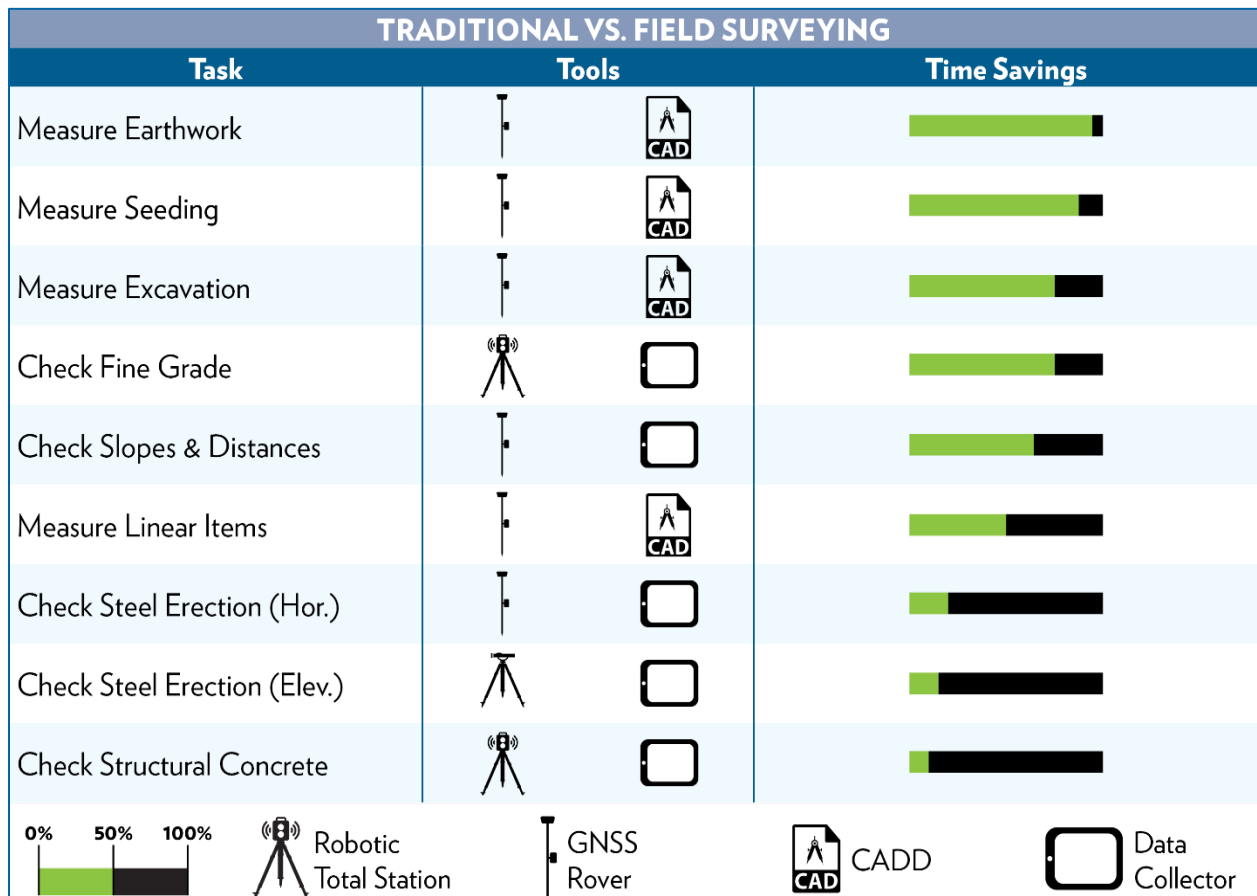 TRADITIONAL VS. FIELD SURVEYING
Task Tools Time Savings
Measure Earthwork CAD
Measure Seeding CAD
Measure Excavation CAD
Check Fine Grade
Check Slopes & Distances
Measure Linear Items CAD
Check Steel Erection (Hor.)
Check Steel Erection (Elev.)
Check Structural Concrete
0% 50% 100%
Robotic
Total Station
GNSS
Rover
CAD CADD
Data
Collector